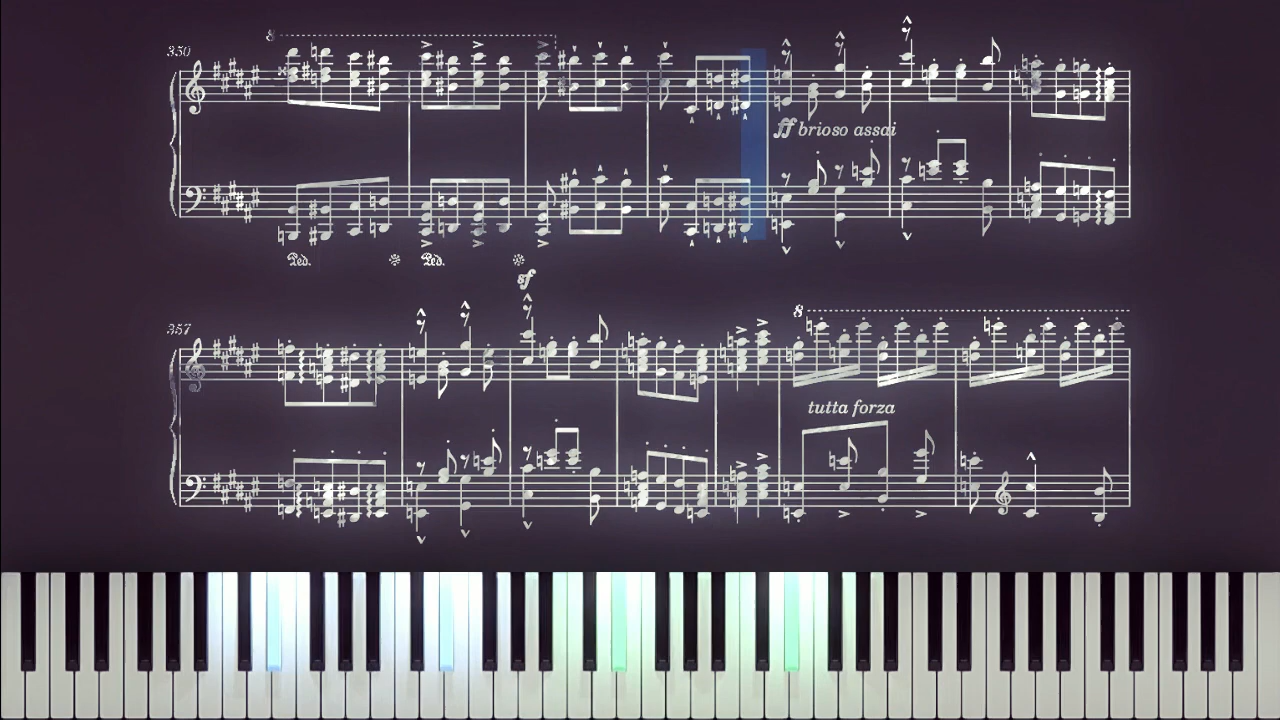 350
8
ff brioso assai
Ped.
Ped.
sf
357
8
tutta forza